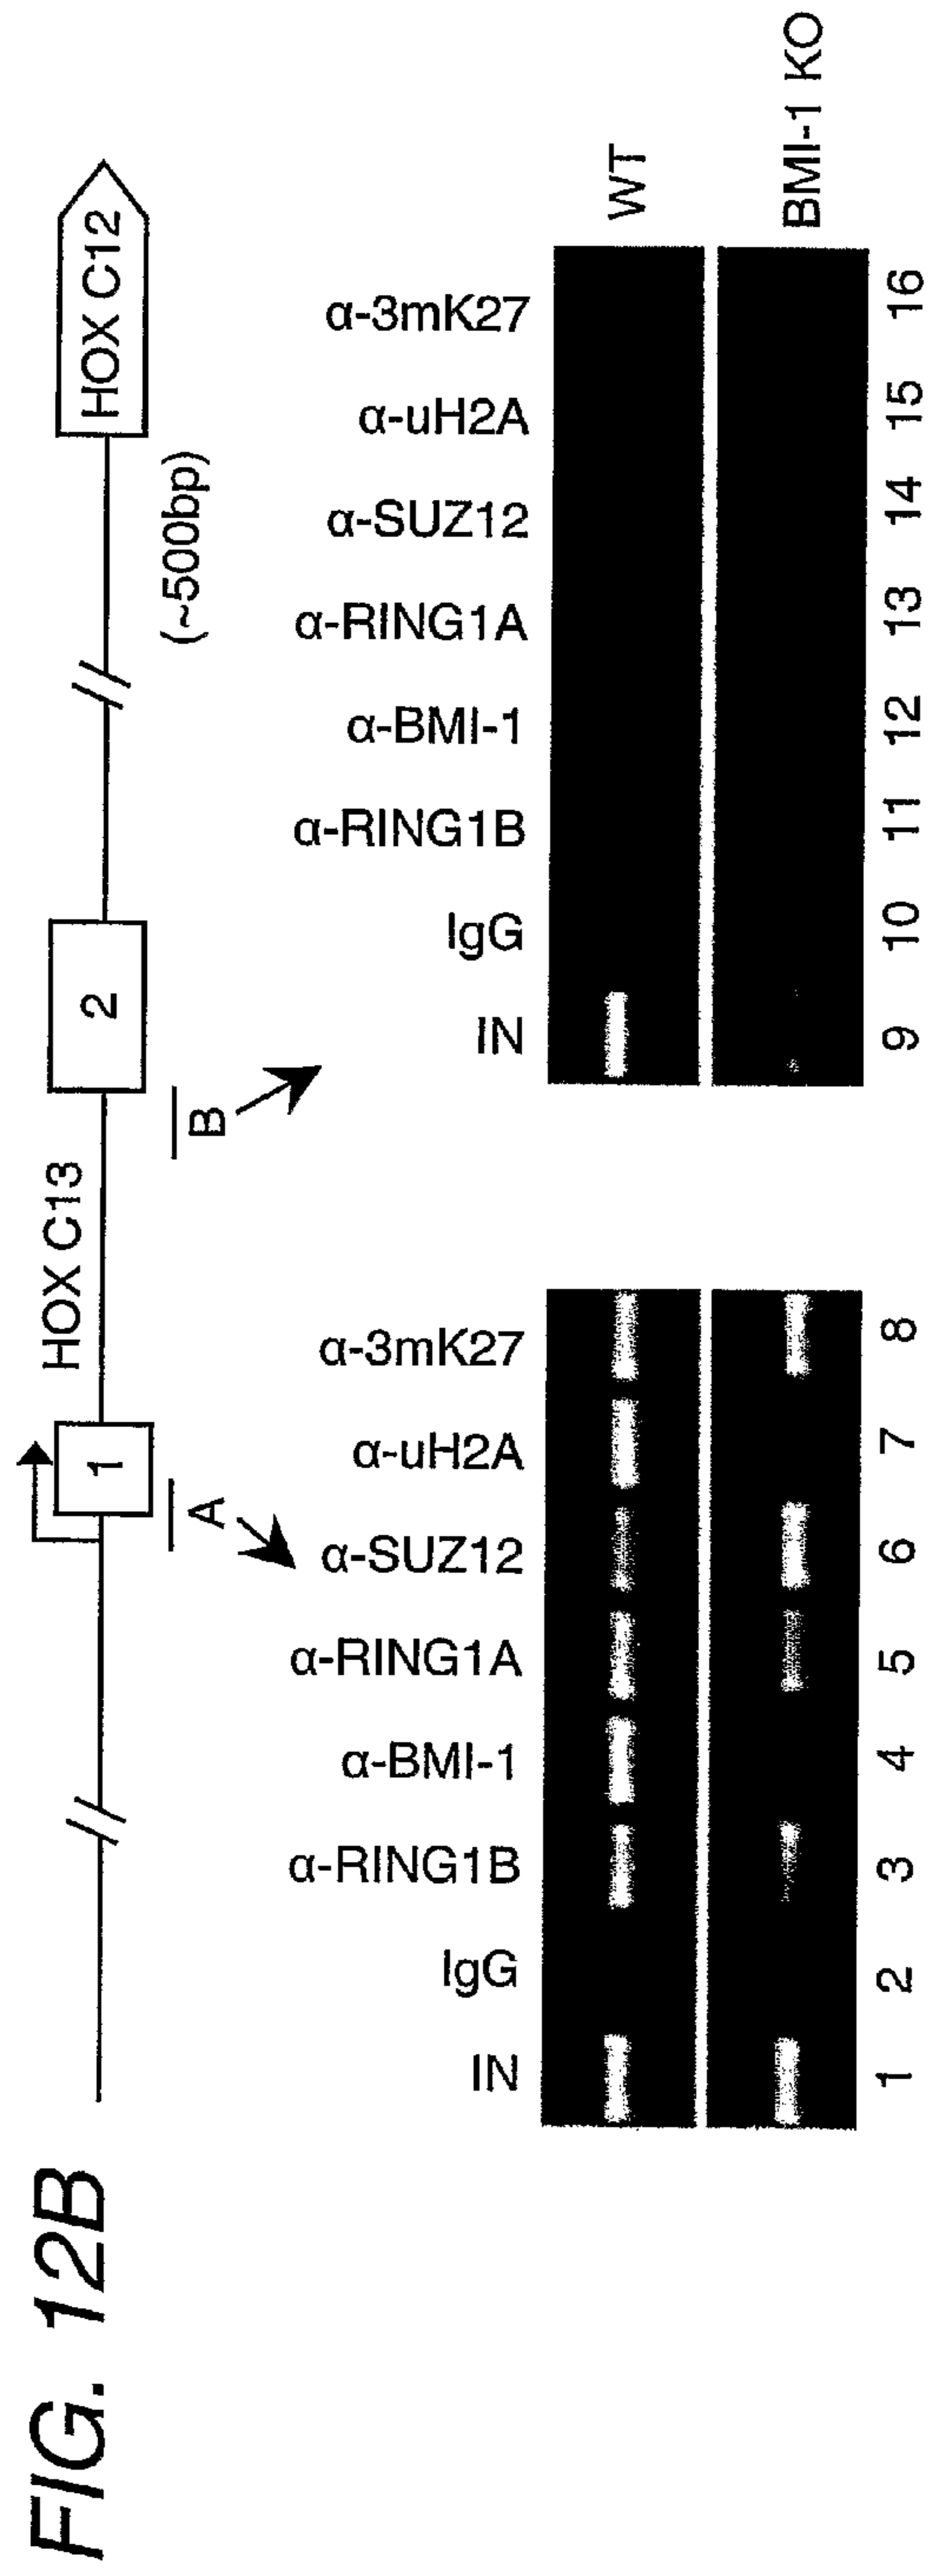 FIG. 12B
HOX C13
1
2
HOX C12
A
B
(~500bp)
IN
IgG
α-RING1B
α-BMI-1
α-RING1A
α-SUZ12
α-uH2A
α-3mK27
IN
IgG
α-RING1B
α-BMI-1
α-RING1A
α-SUZ12
α-uH2A
α-3mK27
WT
BMI-1 KO
1 2 3 4 5 6 7 8 9 10 11 12 13 14 15 16